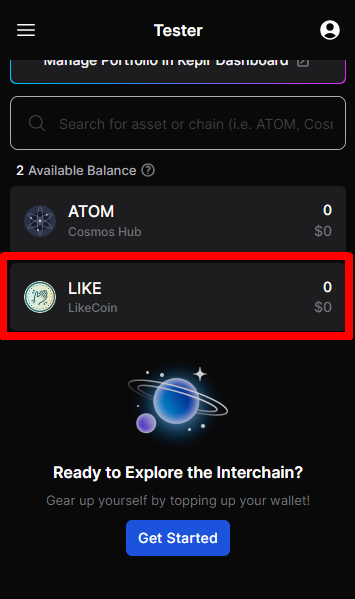 Tester
Manage Portfolio in Keplr Dashboard
Search for asset or chain (i.e. ATOM, Cosm
2 Available Balance
ATOM 0
Cosmos Hub $0
LIKE 0
LikeCoin $0
Ready to Explore the Interchain?
Gear up yourself by topping up your wallet!
Get Started